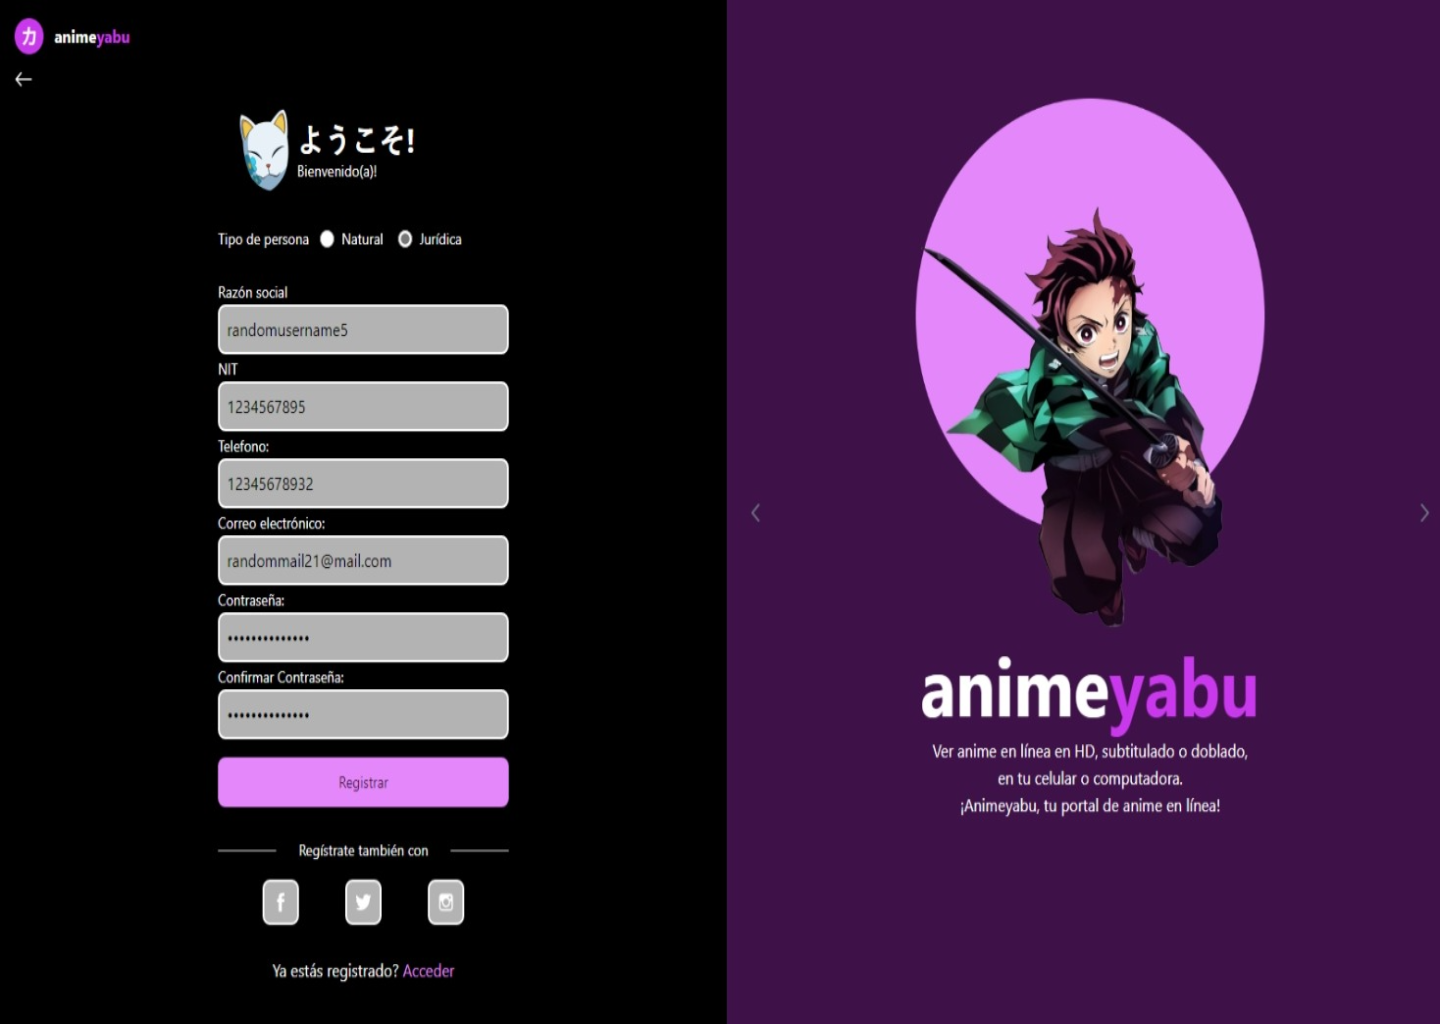 カ animeyabu
ようこそ!
Bienvenido(a)!
Tipo de persona Natural Jurídica
Razón social
randomusername5
NIT
1234567895
Telefono:
12345678932
Correo electrónico:
randommail21@mail.com
Contraseña:
••••••••••••••
Confirmar Contraseña:
••••••••••••••
Registrar
Regístrate también con
Ya estás registrado? Acceder
animeyabu
Ver anime en línea en HD, subtitulado o doblado,
en tu celular o computadora.
¡Animeyabu, tu portal de anime en línea!